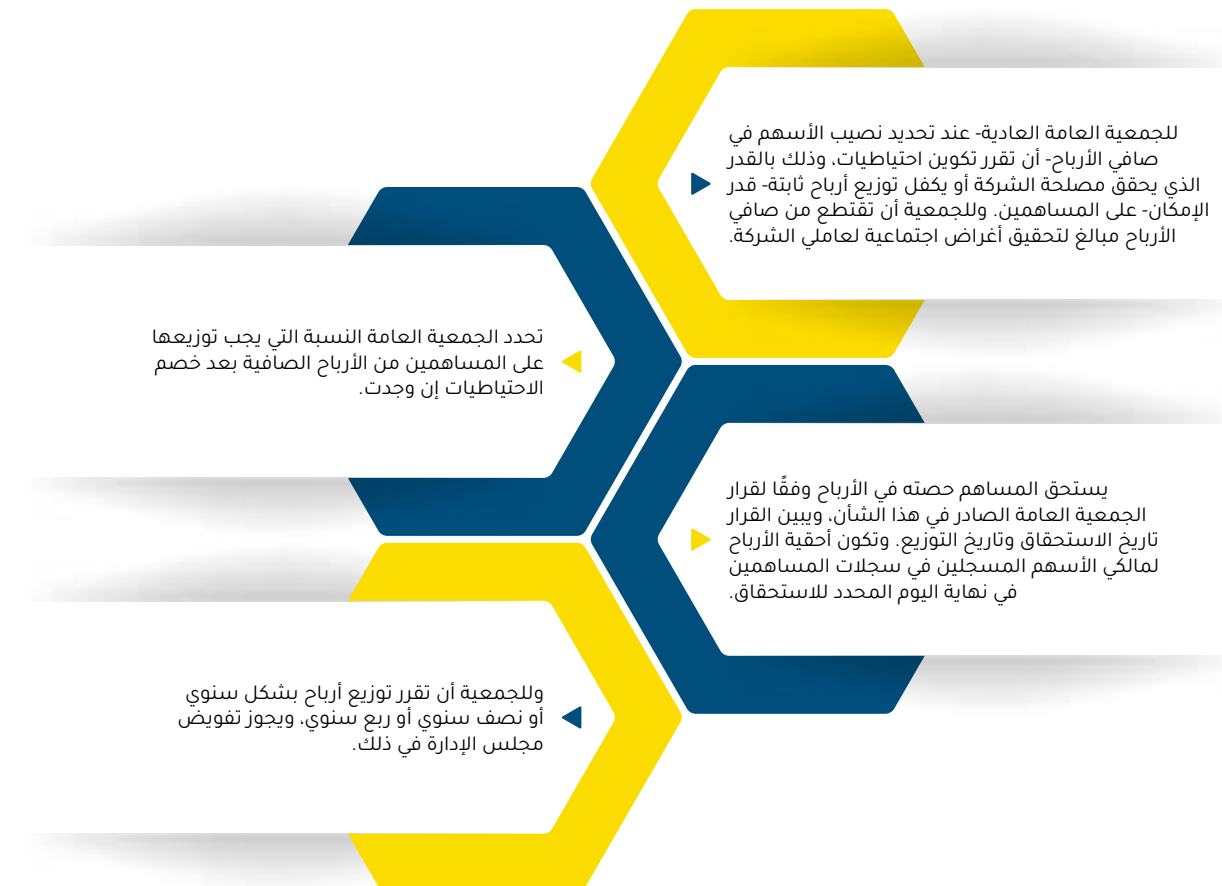 للجمعية العامة العادية- عند تحديد نصيب الأسهم في
صافي الأرباح- أن تقرر تكوين احتياطيات، وذلك بالقدر
الذي يحقق مصلحة الشركة أو يكفل توزيع أرباح ثابتة- قدر
الإمكان- على المساهمين. وللجمعية أن تقتطع من صافي
الأرباح مبالغ لتحقيق أغراض اجتماعية لعاملي الشركة.
تحدد الجمعية العامة النسبة التي يجب توزيعها
على المساهمين من الأرباح الصافية بعد خصم
الاحتياطيات إن وجدت.
يستحق المساهم حصته في الأرباح وفقًا لقرار
الجمعية العامة الصادر في هذا الشأن، ويبين القرار
تاريخ الاستحقاق وتاريخ التوزيع. وتكون أحقية الأرباح
لمالكي الأسهم المسجلين في سجلات المساهمين
في نهاية اليوم المحدد للاستحقاق.
وللجمعية أن تقرر توزيع أرباح بشكل سنوي
أو نصف سنوي أو ربع سنوي، ويجوز تفويض
مجلس الإدارة في ذلك.